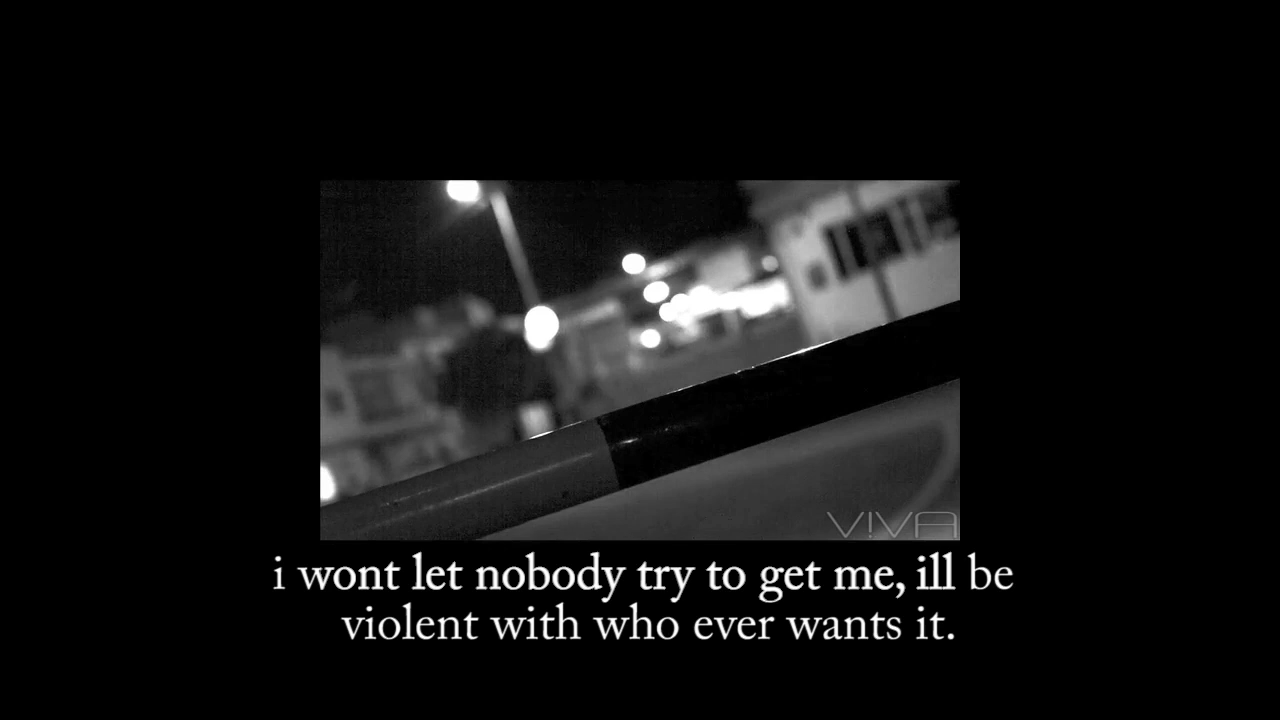 V!VA
i wont let nobody try to get me, ill be
violent with who ever wants it.